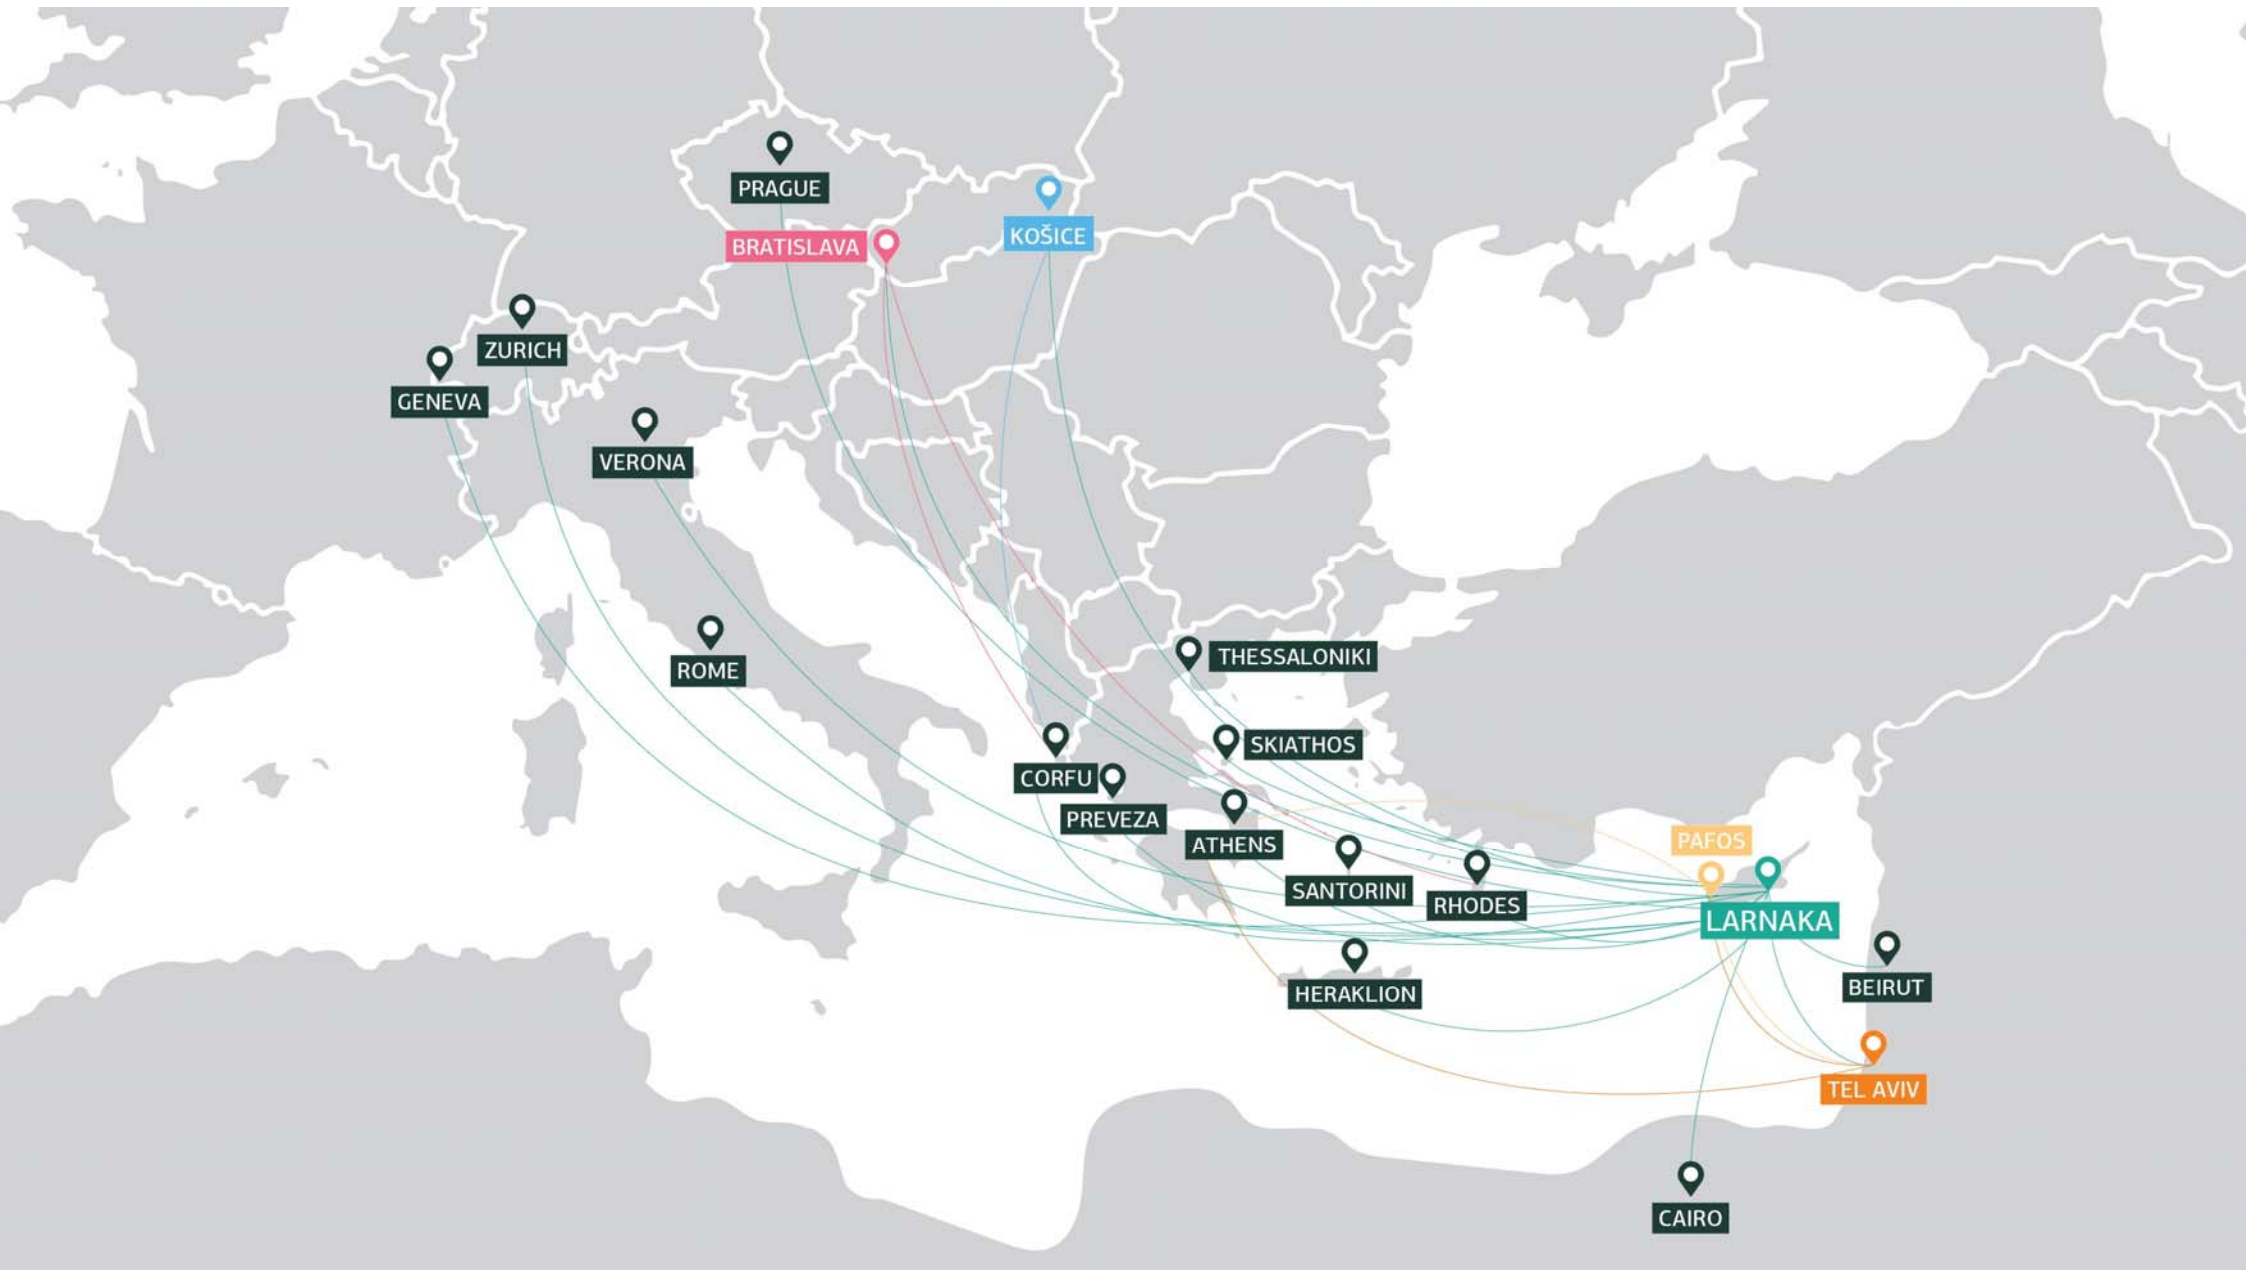 PRAGUE
BRATISLAVA
KOŠICE
ZURICH
GENEVA
VERONA
ROME
THESSALONIKI
SKIATHOS
CORFU
PREVEZA
ATHENS
PAFOS
SANTORINI
RHODES
LARNAKA
HERAKLION
BEIRUT
TEL AVIV
CAIRO